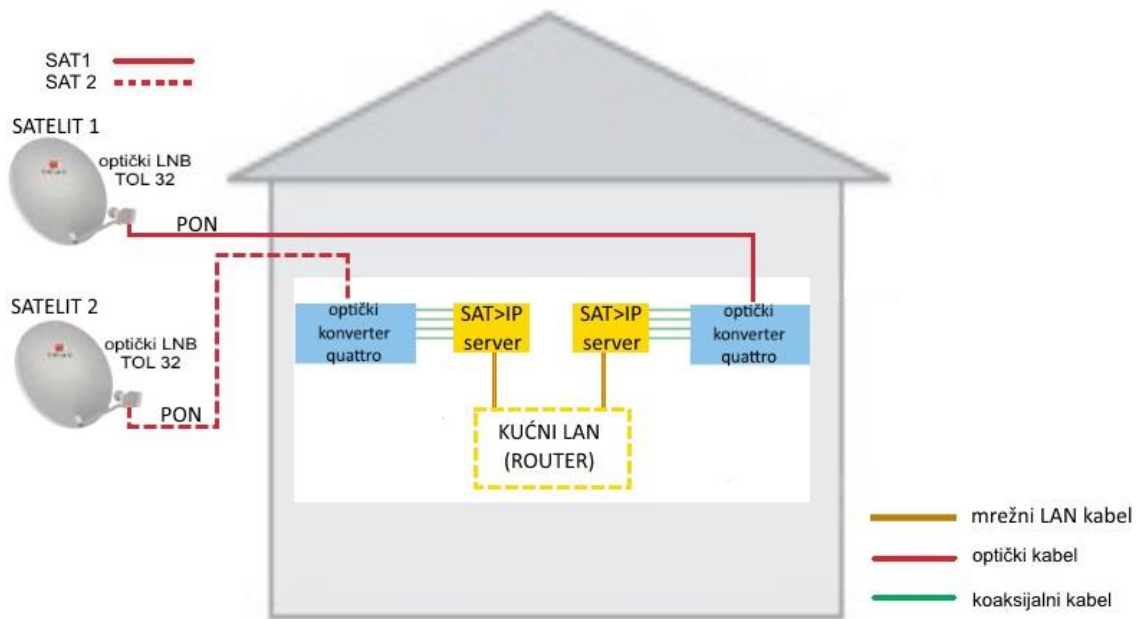 SAT1
SAT 2
SATELIT 1
optički LNB
TOL 32
PON
SATELIT 2
optički LNB
TOL 32
PON
optički
konverter
quattro
SAT>IP
server
SAT>IP
server
optički
konverter
quattro
KUĆNI LAN
(ROUTER)
mrežni LAN kabel
optički kabel
koaksijalni kabel